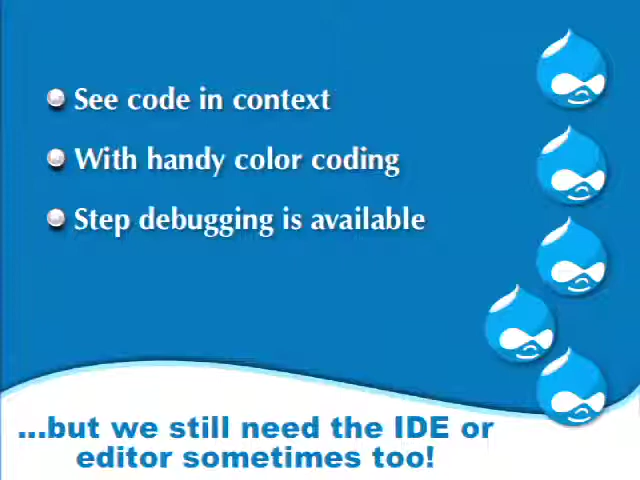 See code in context
With handy color coding
Step debugging is available
...but we still need the IDE or
editor sometimes too!